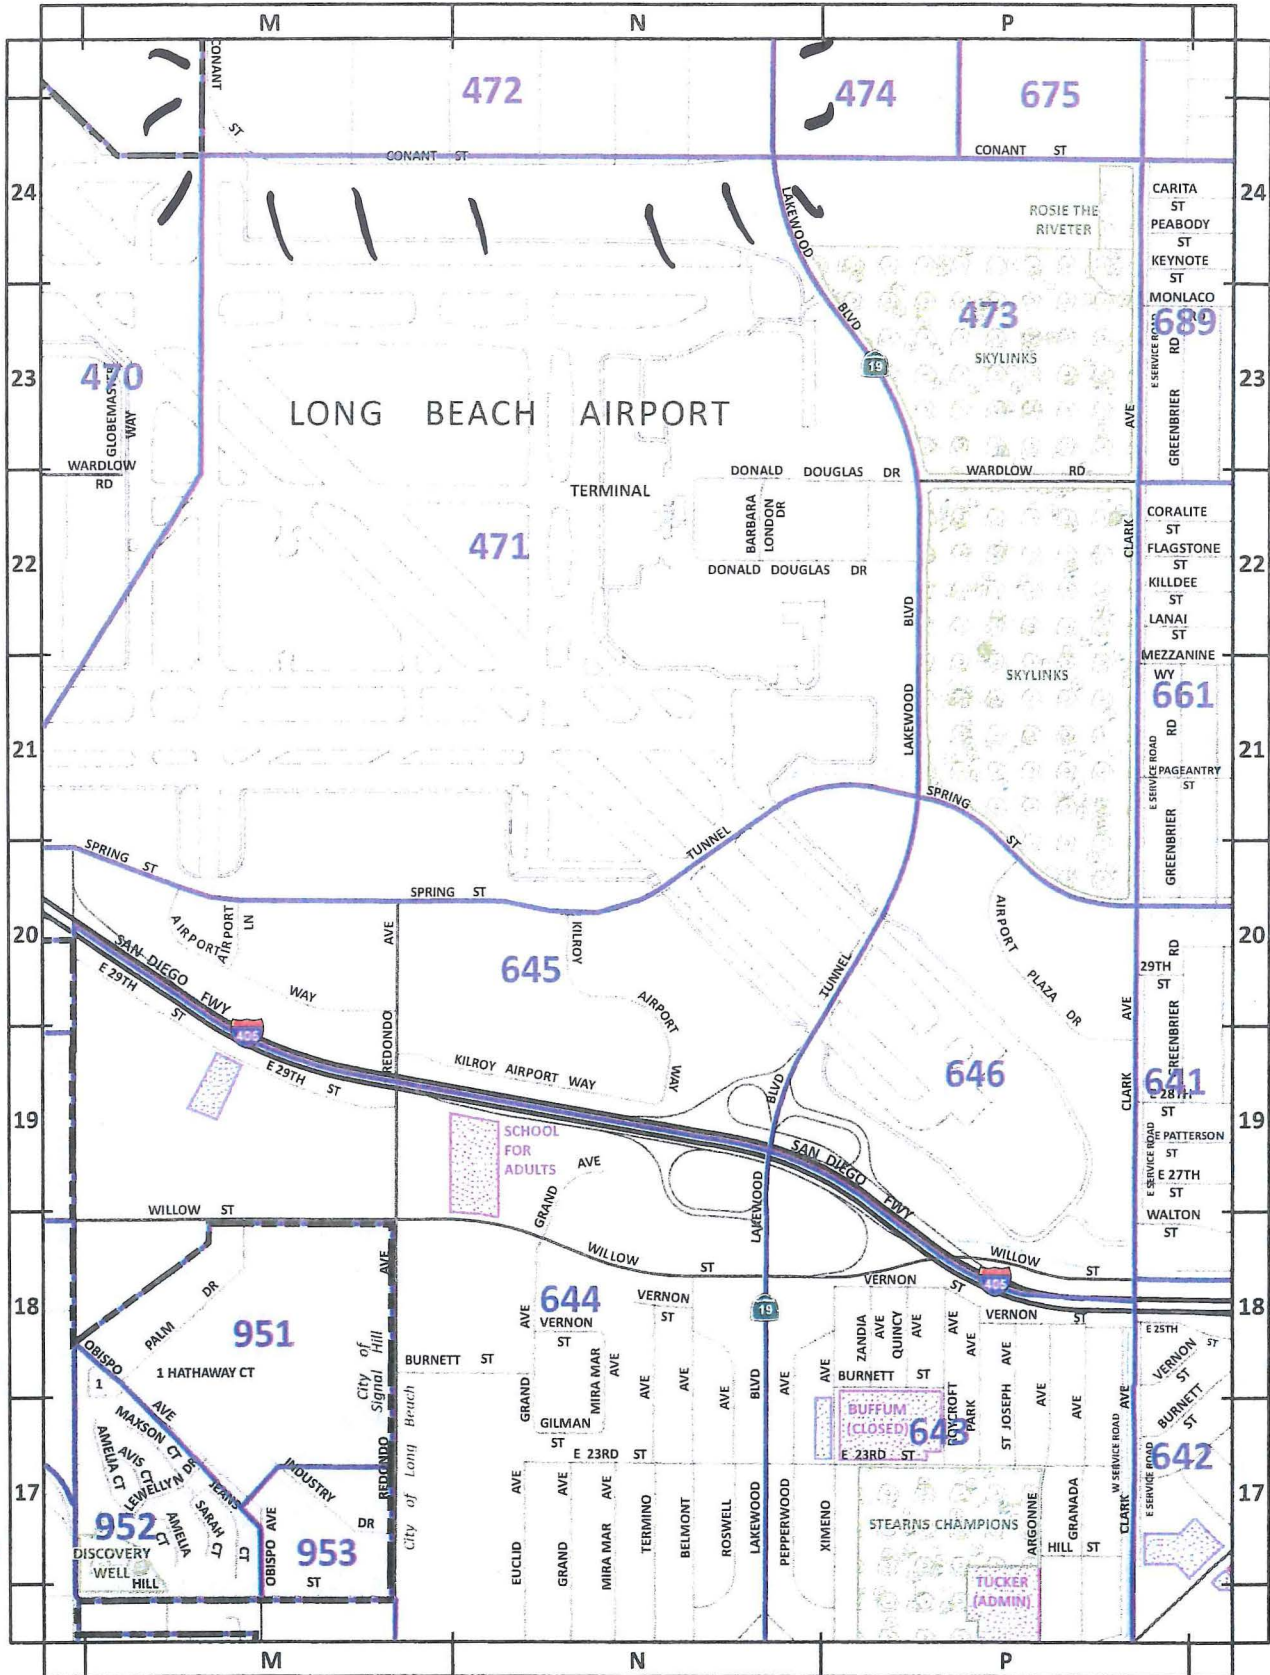 M N P
CONANT
ST
472
474
675
CONANT ST
CONANT ST
24
24
LAKEWOOD
BLVD
ROSIE THE
RIVETER
CARITA
ST
PEABODY
ST
KEYNOTE
ST
MONLACO
RD
473
689
SKYLINKS
19
E SERVICE ROAD
GREENBRIER RD
23
470
23
GLOBEMASTER
WAY
LONG BEACH AIRPORT
CLARK AVE
WARDLOW
RD
DONALD DOUGLAS DR
WARDLOW RD
TERMINAL
BARBARA
LONDON
DR
471
CORALITE
ST
FLAGSTONE
ST
22
22
DONALD DOUGLAS DR
KILLDEE
ST
LANAI
ST
LAKEWOOD BLVD
SKYLINKS
MEZZANINE
WY
661
21
21
E SERVICE ROAD
GREENBRIER RD
PAGEANTRY
ST
SPRING ST
TUNNEL
SPRING
ST
SPRING ST
AIRPORT
WAY
AIRPORT
LN
REDONDO AVE
KILROY
AIRPORT
WAY
20
20
645
TUNNEL
AIRPORT
PLAZA
DR
29TH
ST
GREENBRIER RD
SAN DIEGO
FWY
E 29TH
ST
405
E 29TH ST
KILROY AIRPORT WAY
646
641
CLARK AVE
E 28TH
ST
19
19
SCHOOL
FOR
ADULTS
GRAND AVE
LAKEWOOD BLVD
SAN DIEGO
FWY
E PATTERSON
ST
E SERVICE ROAD
E 27TH
ST
WALTON
ST
WILLOW ST
WILLOW
ST
WILLOW
ST
405
VERNON
ST
18
18
PALM DR
951
644
VERNON
ST
19
VERNON
ST
VERNON
ST
E 25TH
ST
OBISPO AVE
1 HATHAWAY CT
1
City of
Signal Hill
City of Long Beach
BURNETT ST
GRAND AVE
MIRA MAR AVE
GILMAN
ST
E 23RD ST
ZANDIA AVE
QUINCY AVE
BURNETT ST
ROYCROFT AVE
PARK AVE
ST JOSEPH AVE
VERNON
ST
BURNETT
ST
BUFFUM
(CLOSED)
643
E 23RD ST
642
MAXSON CT
AMELIA CT
AVIS CT
LLEWELLYN DR
JEANS
CT
SARAH
CT
AMELIA
CT
INDUSTRY
DR
REDONDO AVE
17
17
952
953
DISCOVERY
WELL
HILL
ST
OBISPO AVE
EUCLID AVE
GRAND AVE
MIRA MAR AVE
TERMINO AVE
BELMONT AVE
ROSWELL AVE
LAKEWOOD BLVD
PEPPERWOOD AVE
XIMENO AVE
STEARNS CHAMPIONS
ARGONNE AVE
GRANADA AVE
W SERVICE ROAD
CLARK AVE
E SERVICE ROAD
HILL ST
TUCKER
(ADMIN)
M N P